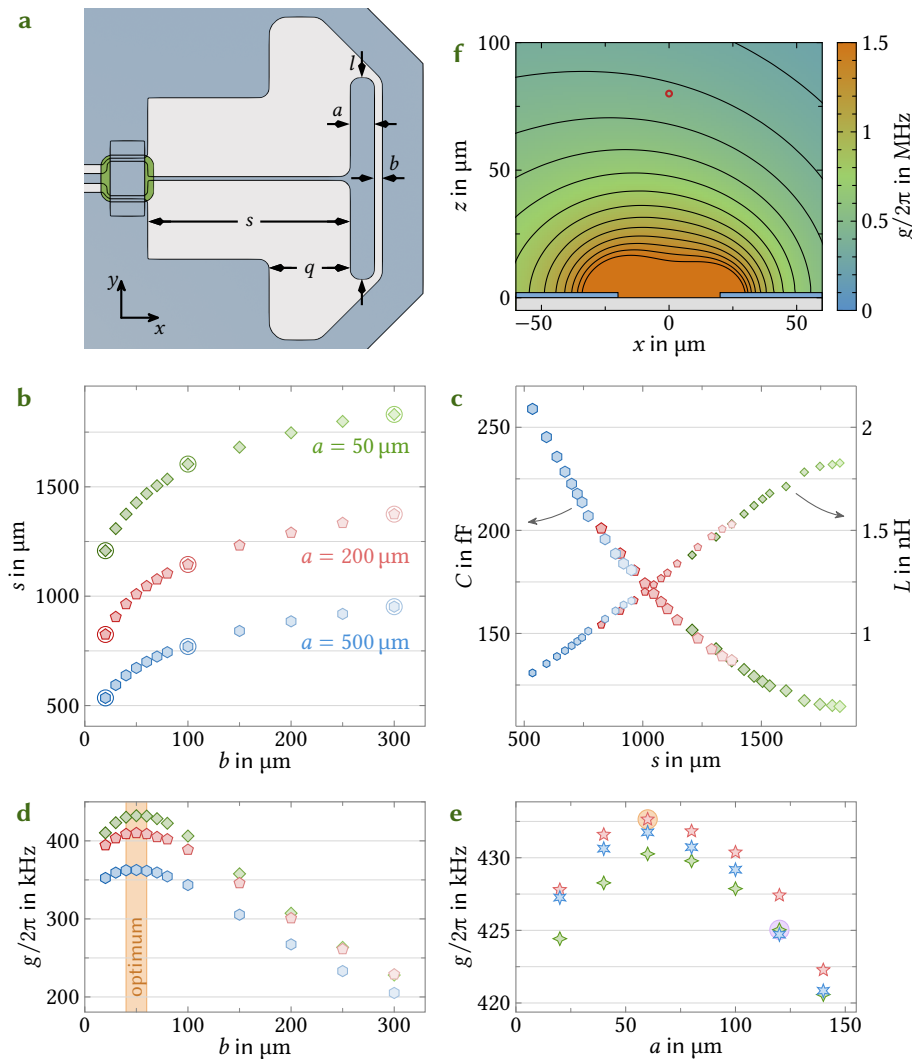 a
l
a
b
s
q
y
x
f
100
50
0
z in µm
−50
0
50
x in µm
1.5
1
0.5
0
g/2π in MHz
b
1500
1000
500
s in µm
0
100
200
300
b in µm
a = 50 µm
a = 200 µm
a = 500 µm
c
250
200
150
C in fF
2
1.5
1
L in nH
500
1000
1500
s in µm
d
400
350
300
250
200
g/2π in kHz
optimum
0
100
200
300
b in µm
e
430
425
420
g/2π in kHz
0
50
100
150
a in µm